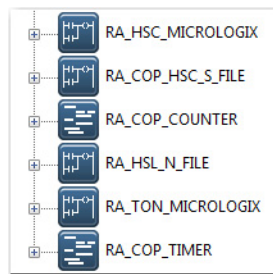 RA_HSC_MICROLOGIX
RA_COP_HSC_S_FILE
RA_COP_COUNTER
RA_HSL_N_FILE
RA_TON_MICROLOGIX
RA_COP_TIMER